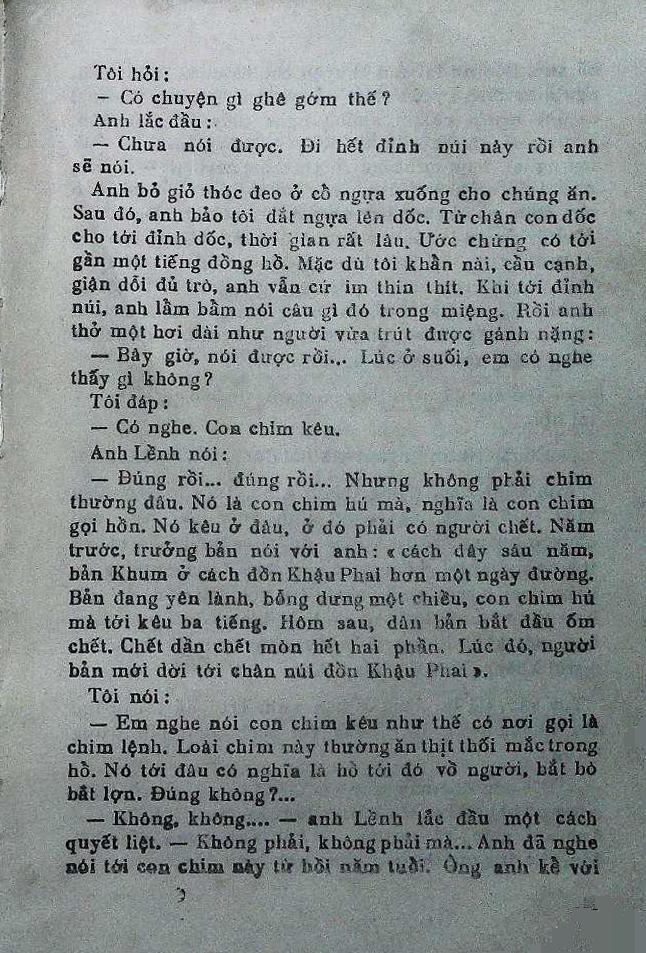 Tôi hỏi :
— Có chuyện gì ghê gớm thế ?
Anh lắc đầu :
— Chưa nói được. Đi hết đỉnh núi này rồi anh
sẽ nói.
Anh bỏ giỏ thóc đeo ở cổ ngựa xuống cho chúng ăn.
Sau đó, anh bảo tôi dắt ngựa lên dốc. Từ chân con dốc
cho tới đỉnh dốc, thời gian rất lâu. Ước chừng có tới
gần một tiếng đồng hồ. Mặc dù tôi khẩn nài, cầu cạnh,
giận dỗi đủ trò, anh vẫn cứ im thin thít. Khi tới đỉnh
núi, anh lầm bầm nói câu gì đó trong miệng. Rồi anh
thở một hơi dài như người vừa trút được gánh nặng :
— Bây giờ, nói được rồi... Lúc ở suối, em có nghe
thấy gì không ?
Tôi đáp :
— Có nghe. Con chim kêu.
Anh Lềnh nói :
— Đúng rồi... đúng rồi... Nhưng không phải chim
thường đâu. Nó là con chim hú mà, nghĩa là con chim
gọi hồn. Nó kêu ở đâu, ở đó phải có người chết. Năm
trước, trưởng bản nói với anh : « cách đây sáu năm,
bản Khum ở cách đồn Khậu Phai hơn một ngày đường.
Bản đang yên lành, bỗng dưng một chiều, con chim hú
mà tới kêu ba tiếng. Hôm sau, dân bản bắt đầu ốm
chết. Chết dần chết mòn hết hai phần. Lúc đó, người
bản mới dời tới chân núi đồn Khậu Phai ».
Tôi nói :
— Em nghe nói con chim kêu như thế có nơi gọi là
chim lệnh. Loài chim này thường ăn thịt thối mắc trong
hồ. Nó tới đâu có nghĩa là hồ tới đó vồ người, bắt bò
bắt lợn. Đúng không ?...
— Không, không.... — anh Lềnh lắc đầu một cách
quyết liệt. — Không phải, không phải mà... Anh đã nghe
nói tới con chim này từ hồi năm tuổi. Ông anh kể với